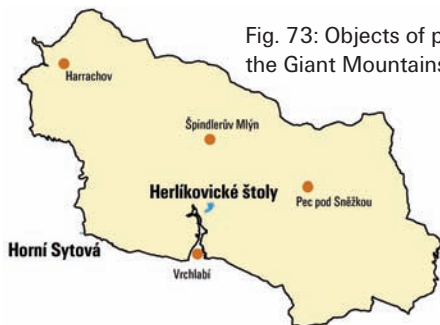 Fig. 73: Objects of p
the Giant Mountains
Harrachov
Špindlerův Mlýn
Herlíkovické štoly
Pec pod Sněžkou
Horní Sytová
Vrchlabí